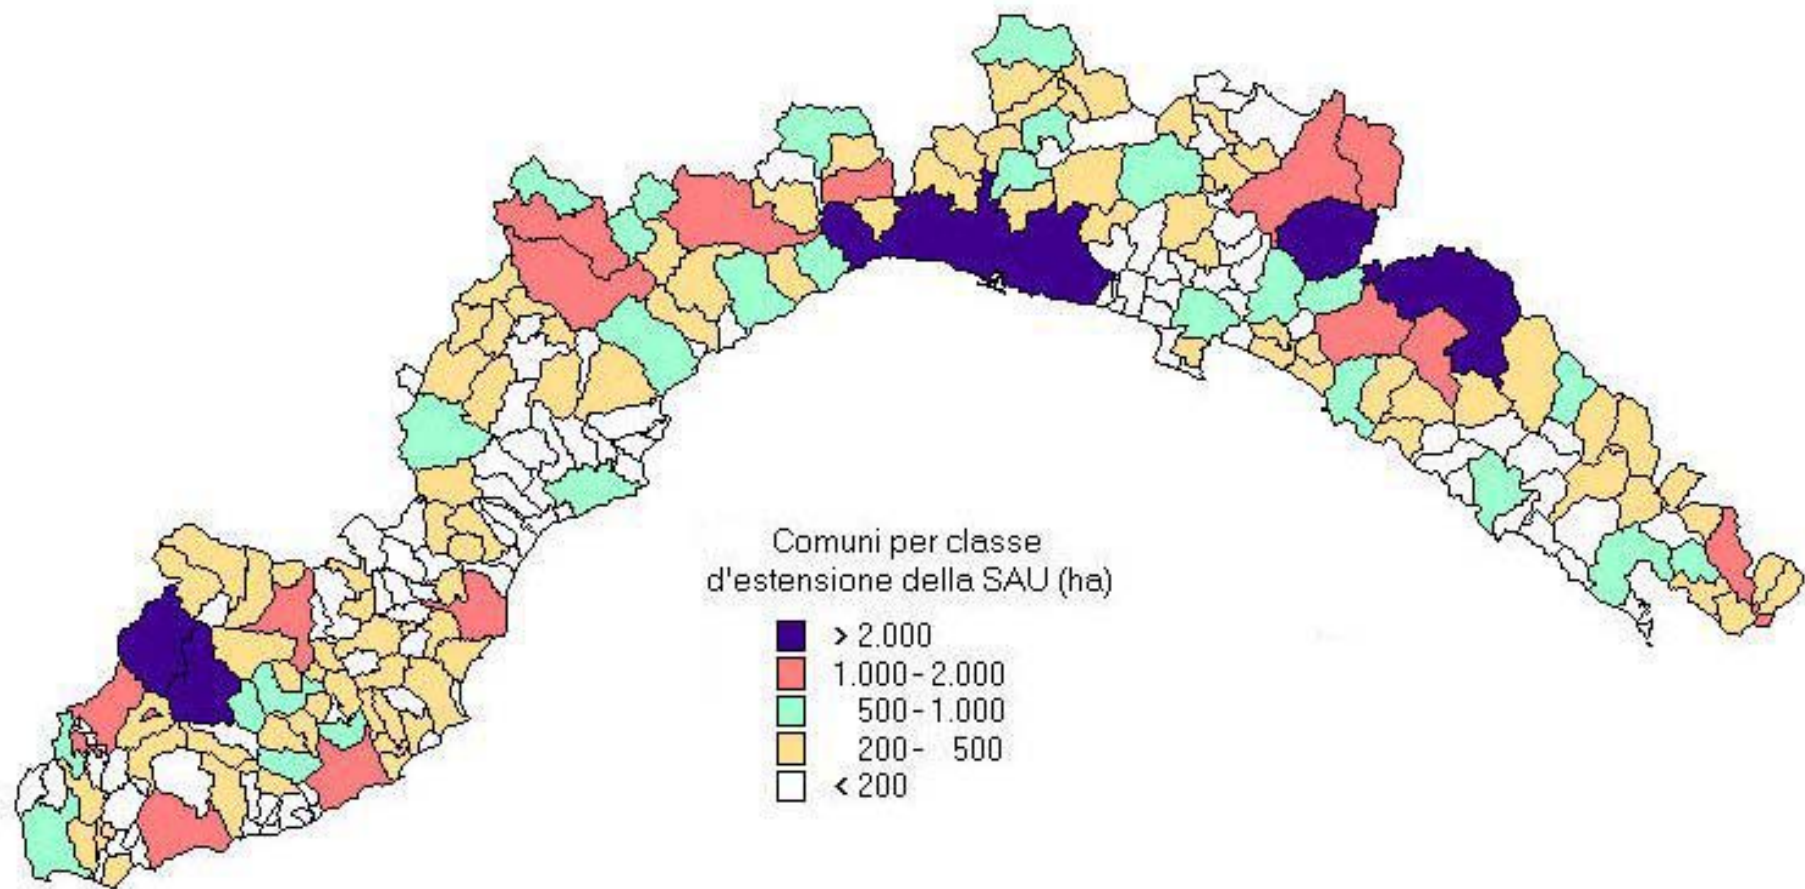 Comuni per classe
d'estensione della SAU (ha)
> 2.000
1.000 - 2.000
500 - 1.000
200 - 500
< 200